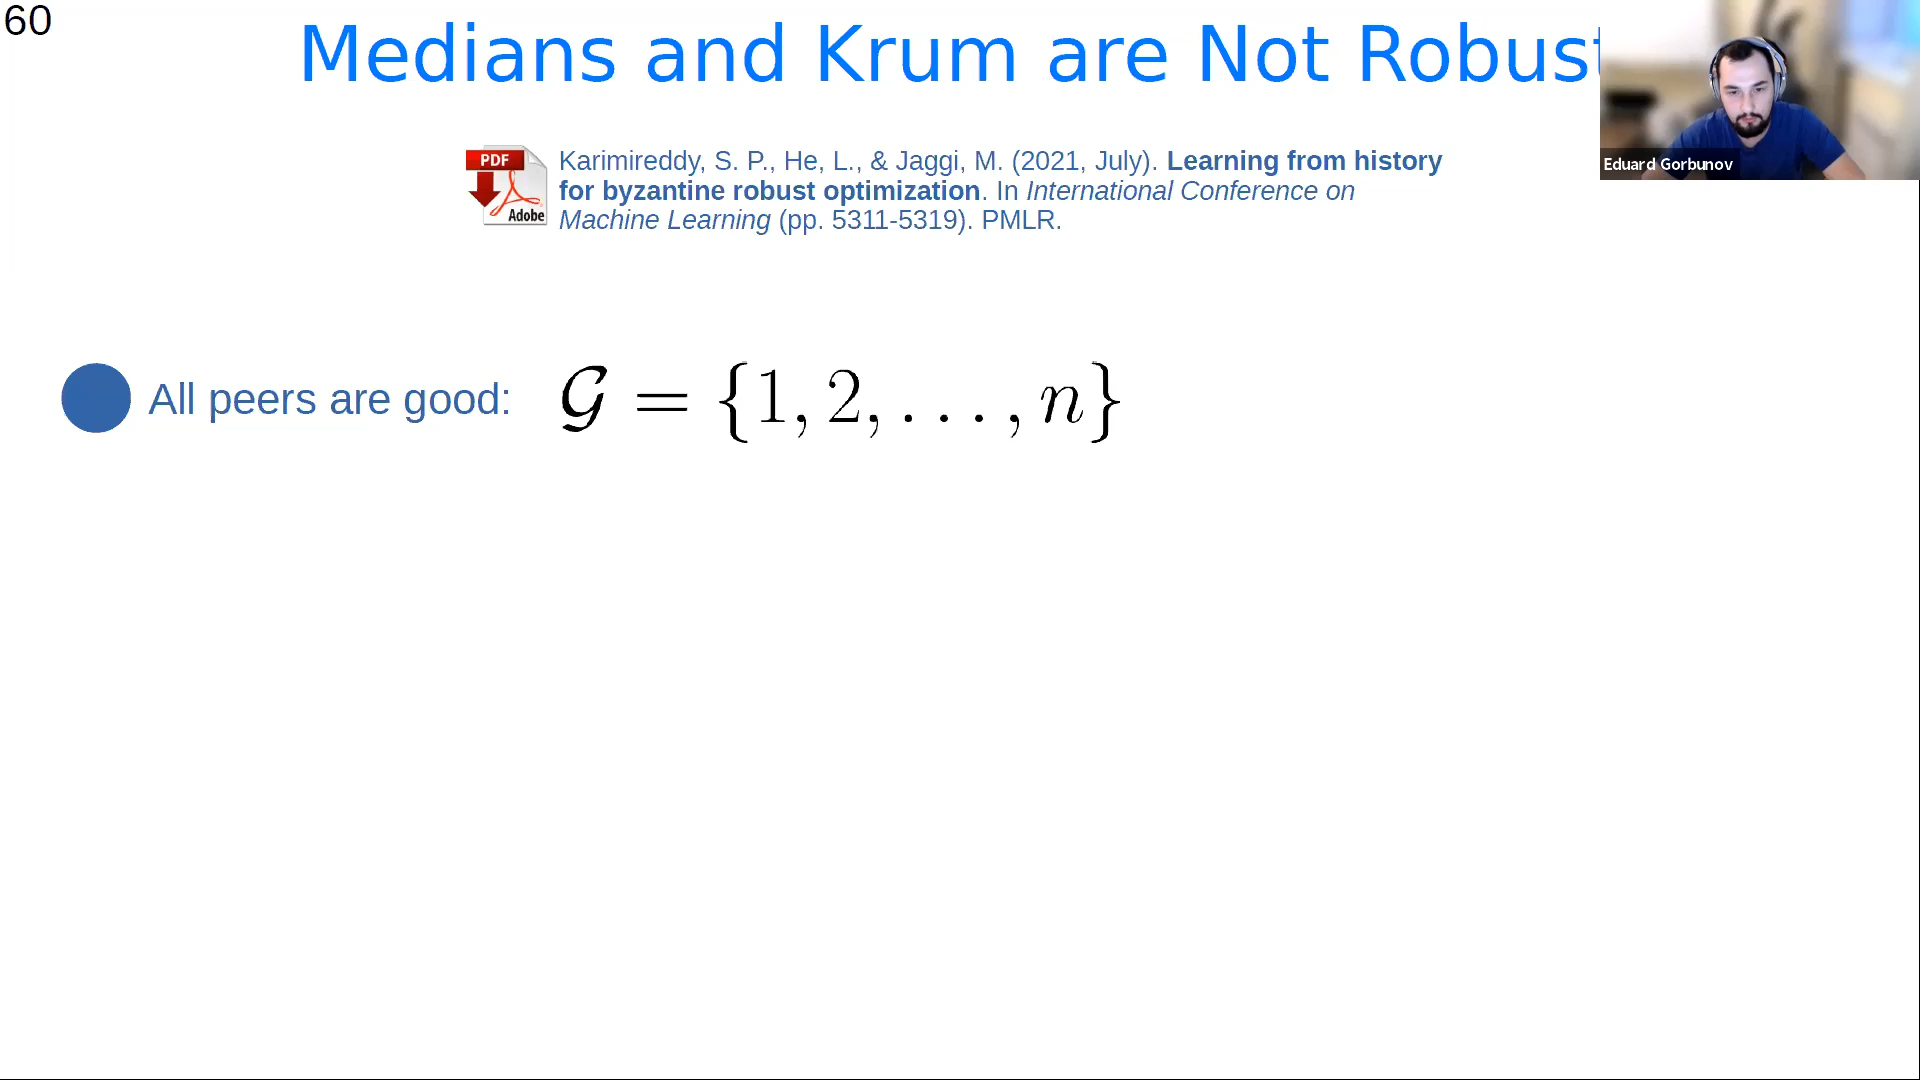 60
Medians and Krum are Not Robust
PDF
Adobe
Karimireddy, S. P., He, L., & Jaggi, M. (2021, July). Learning from history
for byzantine robust optimization. In International Conference on
Machine Learning (pp. 5311-5319). PMLR.
Eduard Gorbunov
All peers are good: 𝒢 = {1, 2, . . . , n}